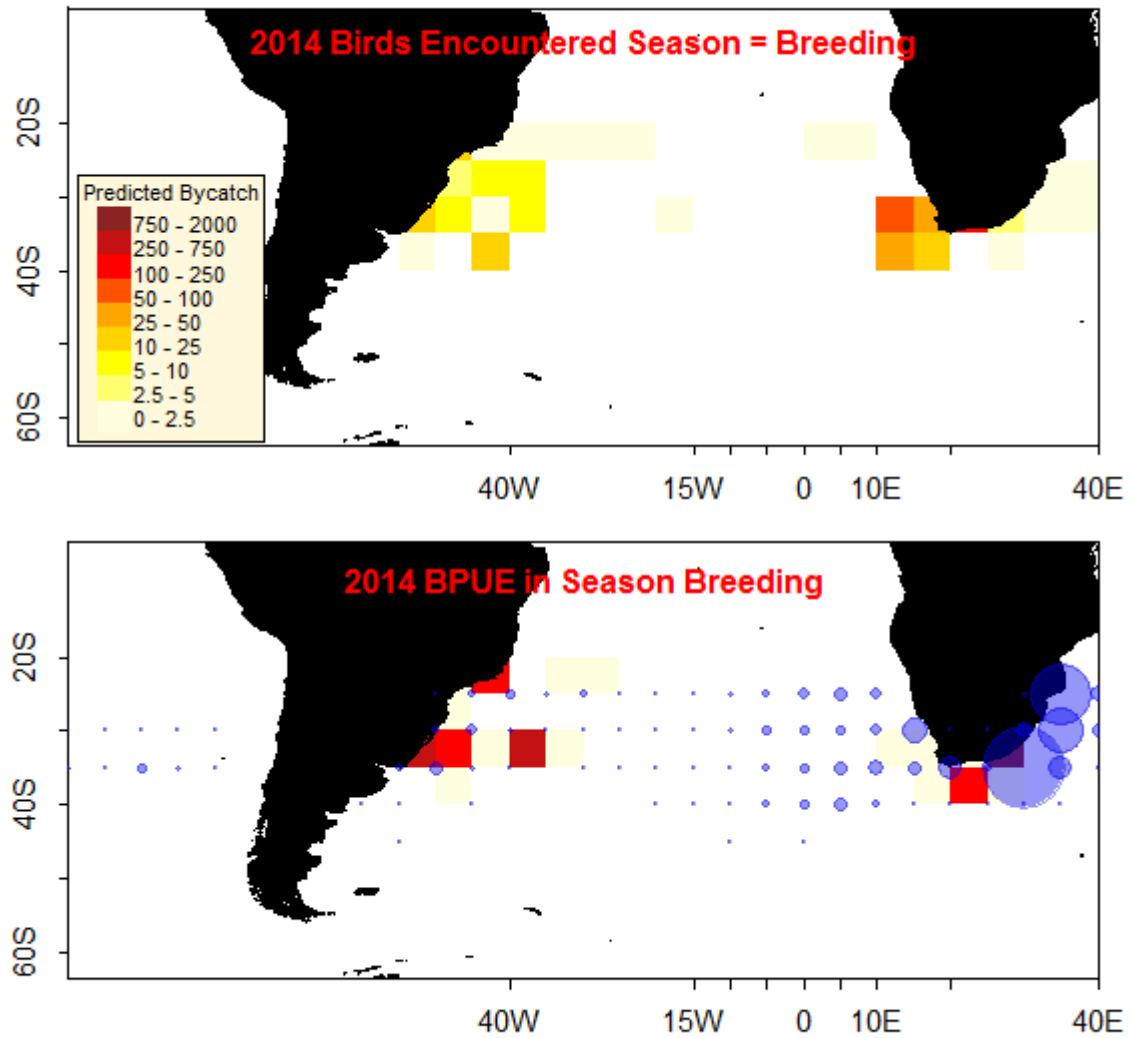 2014 Birds Encountered Season = Breeding
20S
40S
60S
Predicted Bycatch
750 - 2000
250 - 750
100 - 250
50 - 100
25 - 50
10 - 25
5 - 10
2.5 - 5
0 - 2.5
40W 15W 0 10E 40E
2014 BPUE in Season Breeding
20S
40S
60S
40W 15W 0 10E 40E